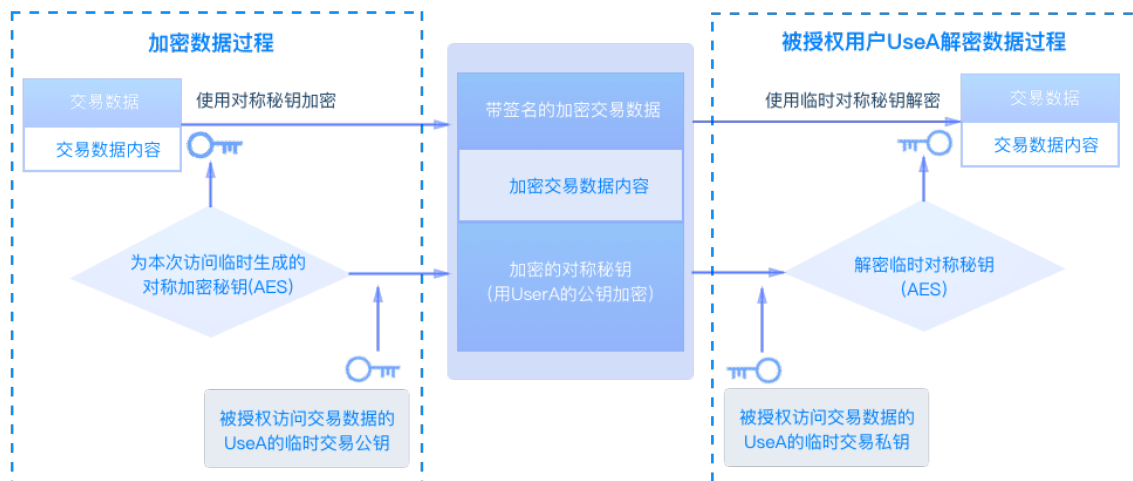 加密数据过程
交易数据
交易数据内容
使用对称秘钥加密
为本次访问临时生成的
对称加密秘钥(AES)
被授权访问交易数据的
UseA的临时交易公钥
带签名的加密交易数据
加密交易数据内容
加密的对称秘钥
(用UserA的公钥加密)
被授权用户UseA解密数据过程
使用临时对称秘钥解密
交易数据
交易数据内容
解密临时对称秘钥
(AES)
被授权访问交易数据的
UseA的临时交易私钥